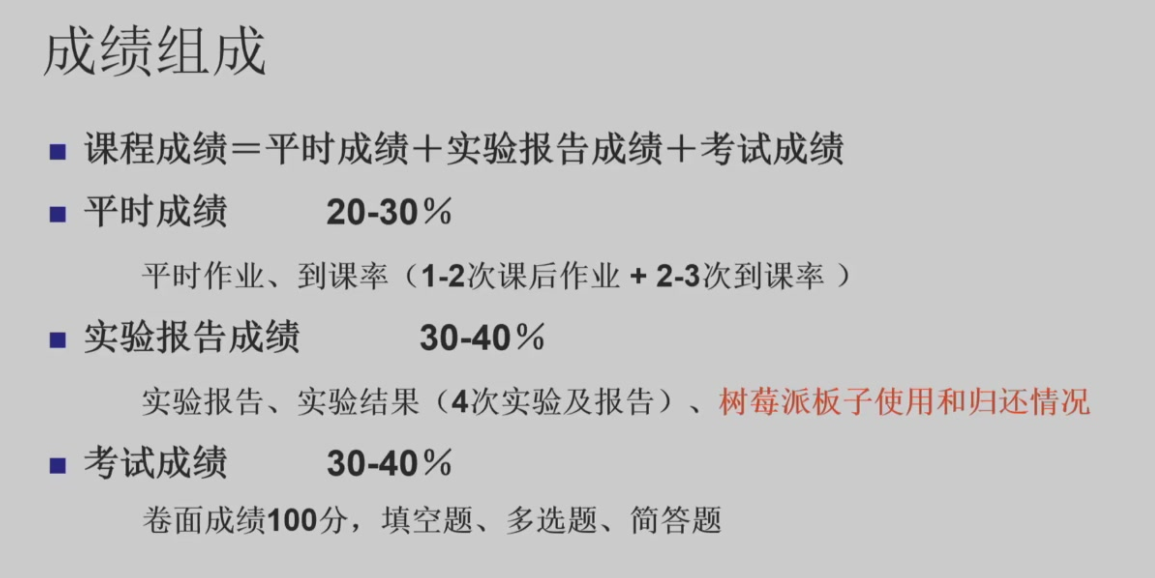 成绩组成
课程成绩＝平时成绩＋实验报告成绩＋考试成绩
平时成绩 20-30％
平时作业、到课率（1-2次课后作业 + 2-3次到课率 ）
实验报告成绩 30-40％
实验报告、实验结果（4次实验及报告）、树莓派板子使用和归还情况
考试成绩 30-40％
卷面成绩100分，填空题、多选题、简答题